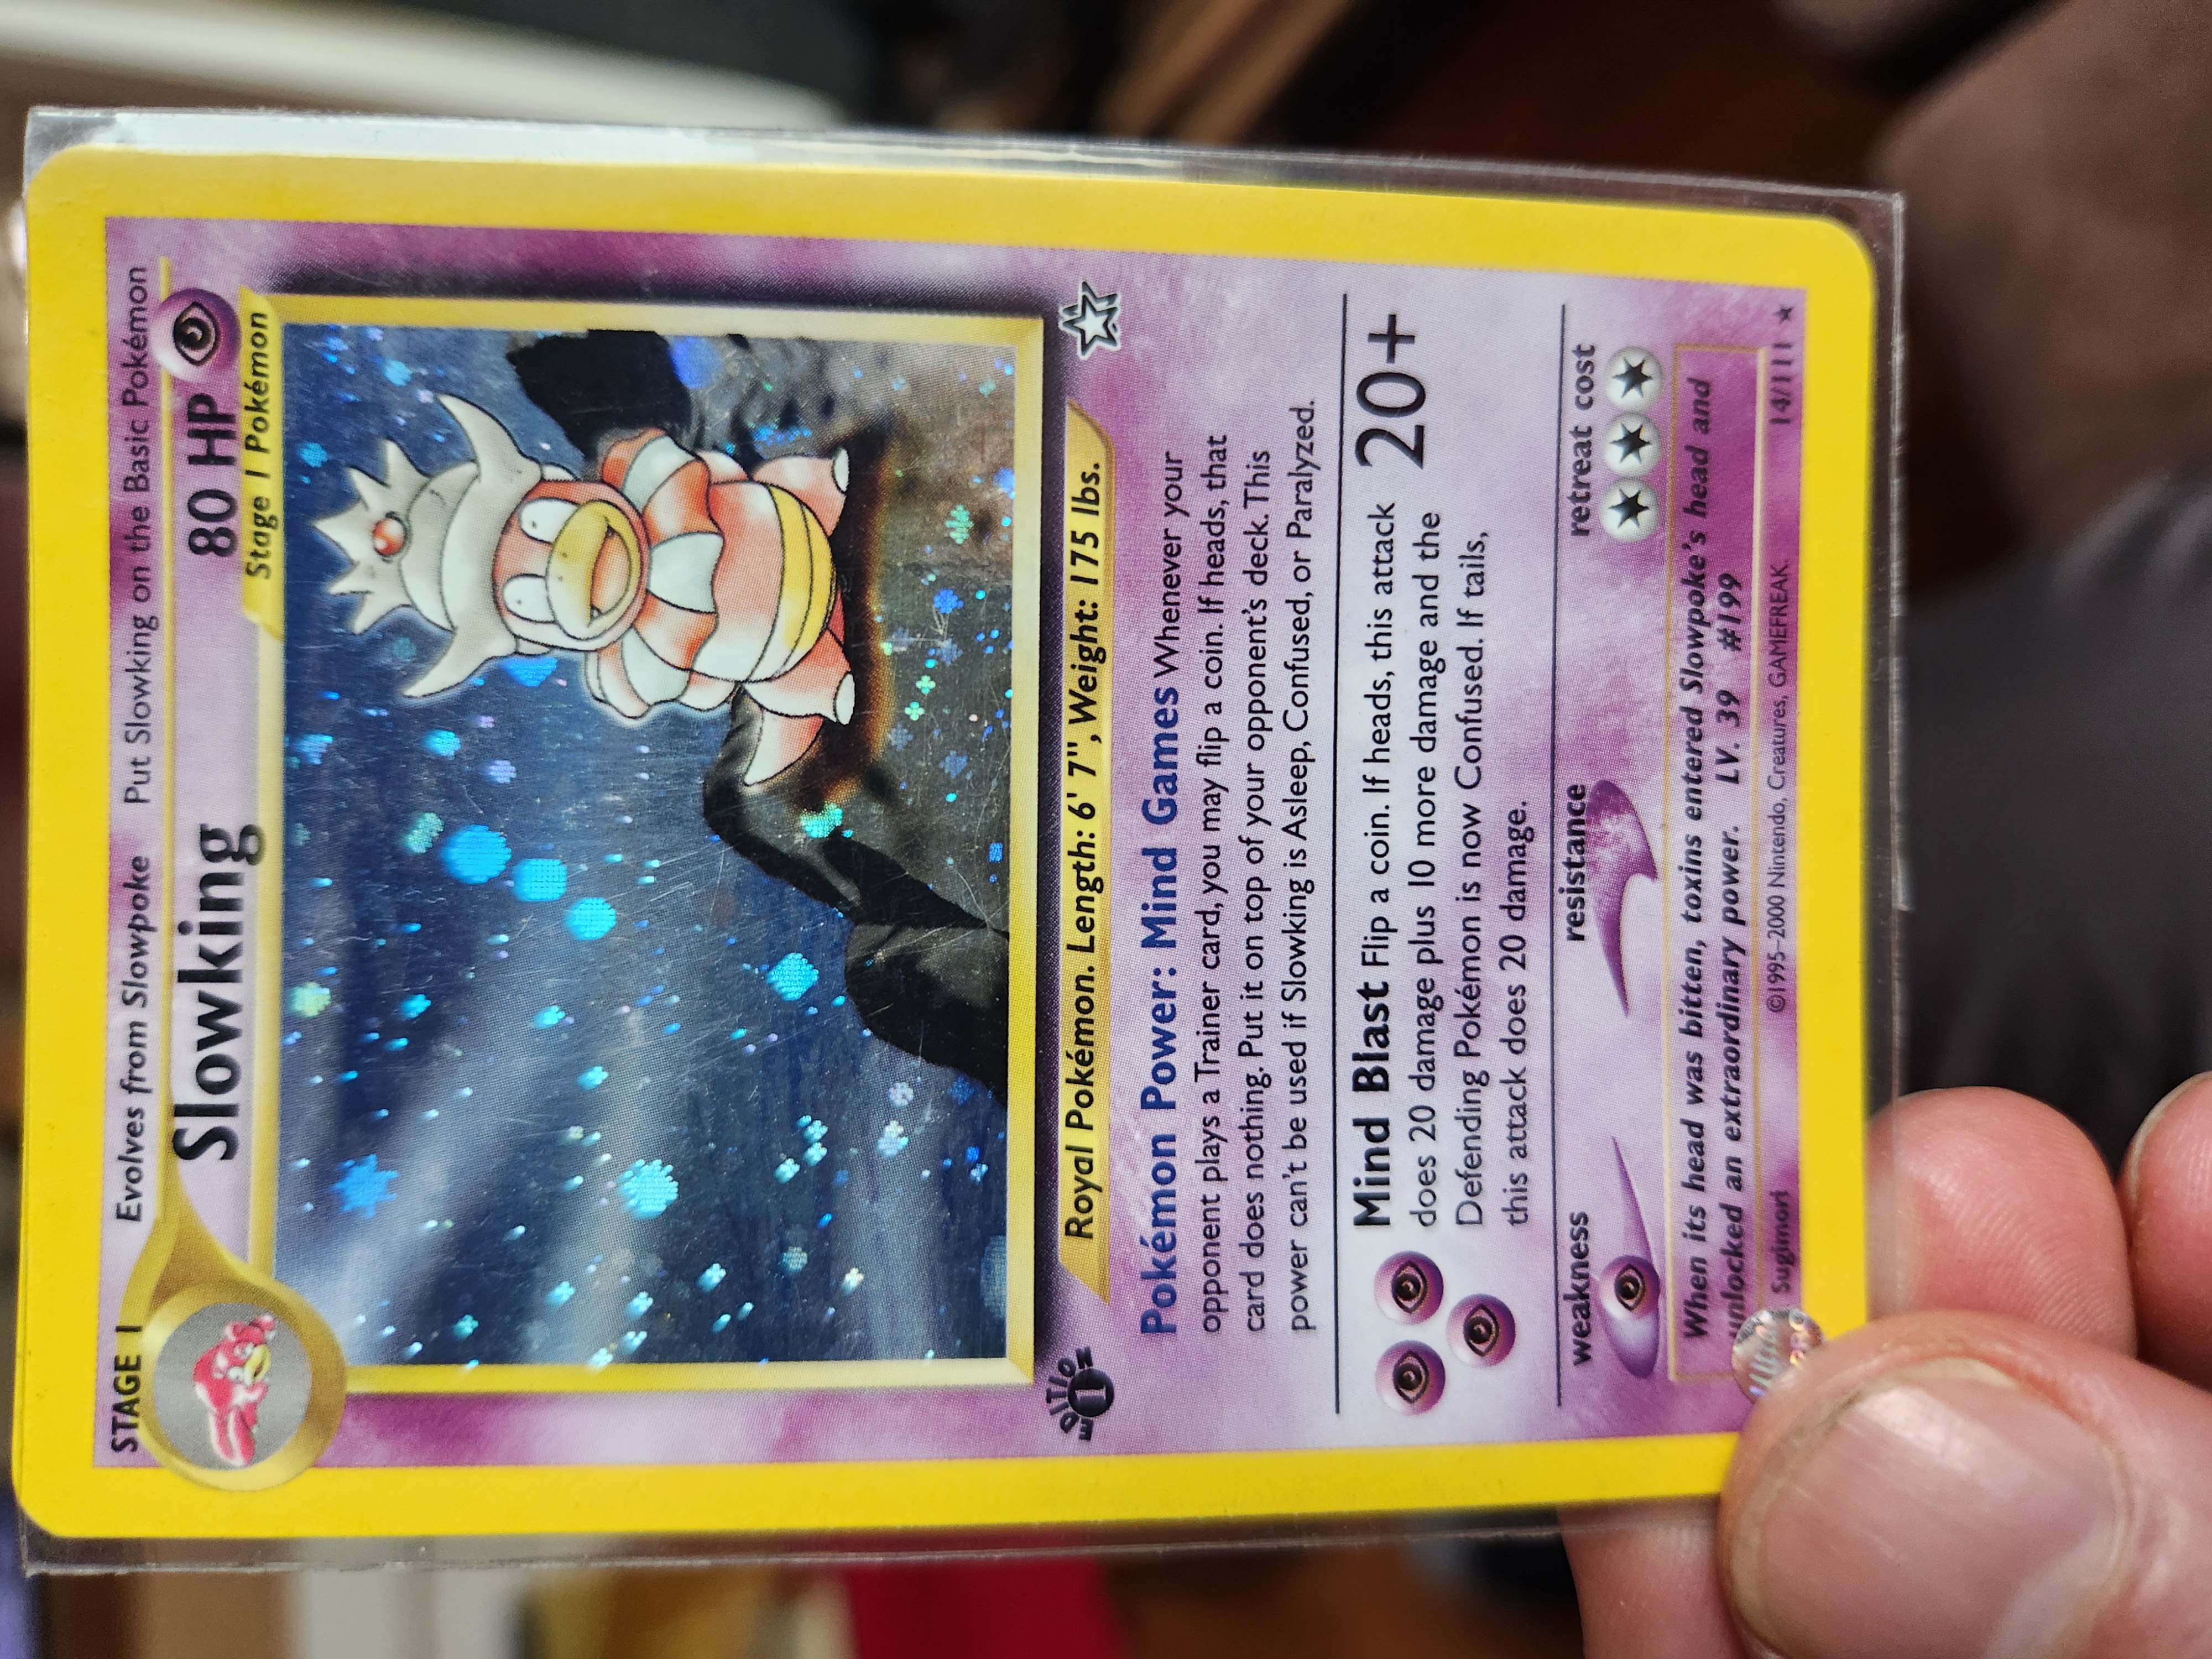 STAGE 1 Evolves from Slowpoke Put Slowking on the Basic Pokémon
Slowking 80 HP
Stage 1 Pokémon
Royal Pokémon. Length: 6' 7", Weight: 175 lbs.
EDITION
1
Pokémon Power: Mind Games Whenever your
opponent plays a Trainer card, you may flip a coin. If heads, that
card does nothing. Put it on top of your opponent's deck. This
power can't be used if Slowking is Asleep, Confused, or Paralyzed.
Mind Blast Flip a coin. If heads, this attack 20+
does 20 damage plus 10 more damage and the
Defending Pokémon is now Confused. If tails,
this attack does 20 damage.
weakness resistance retreat cost
When its head was bitten, toxins entered Slowpoke's head and
unlocked an extraordinary power. LV. 39 #199
Sugimori ©1995–2000 Nintendo, Creatures, GAMEFREAK 14/111 ★